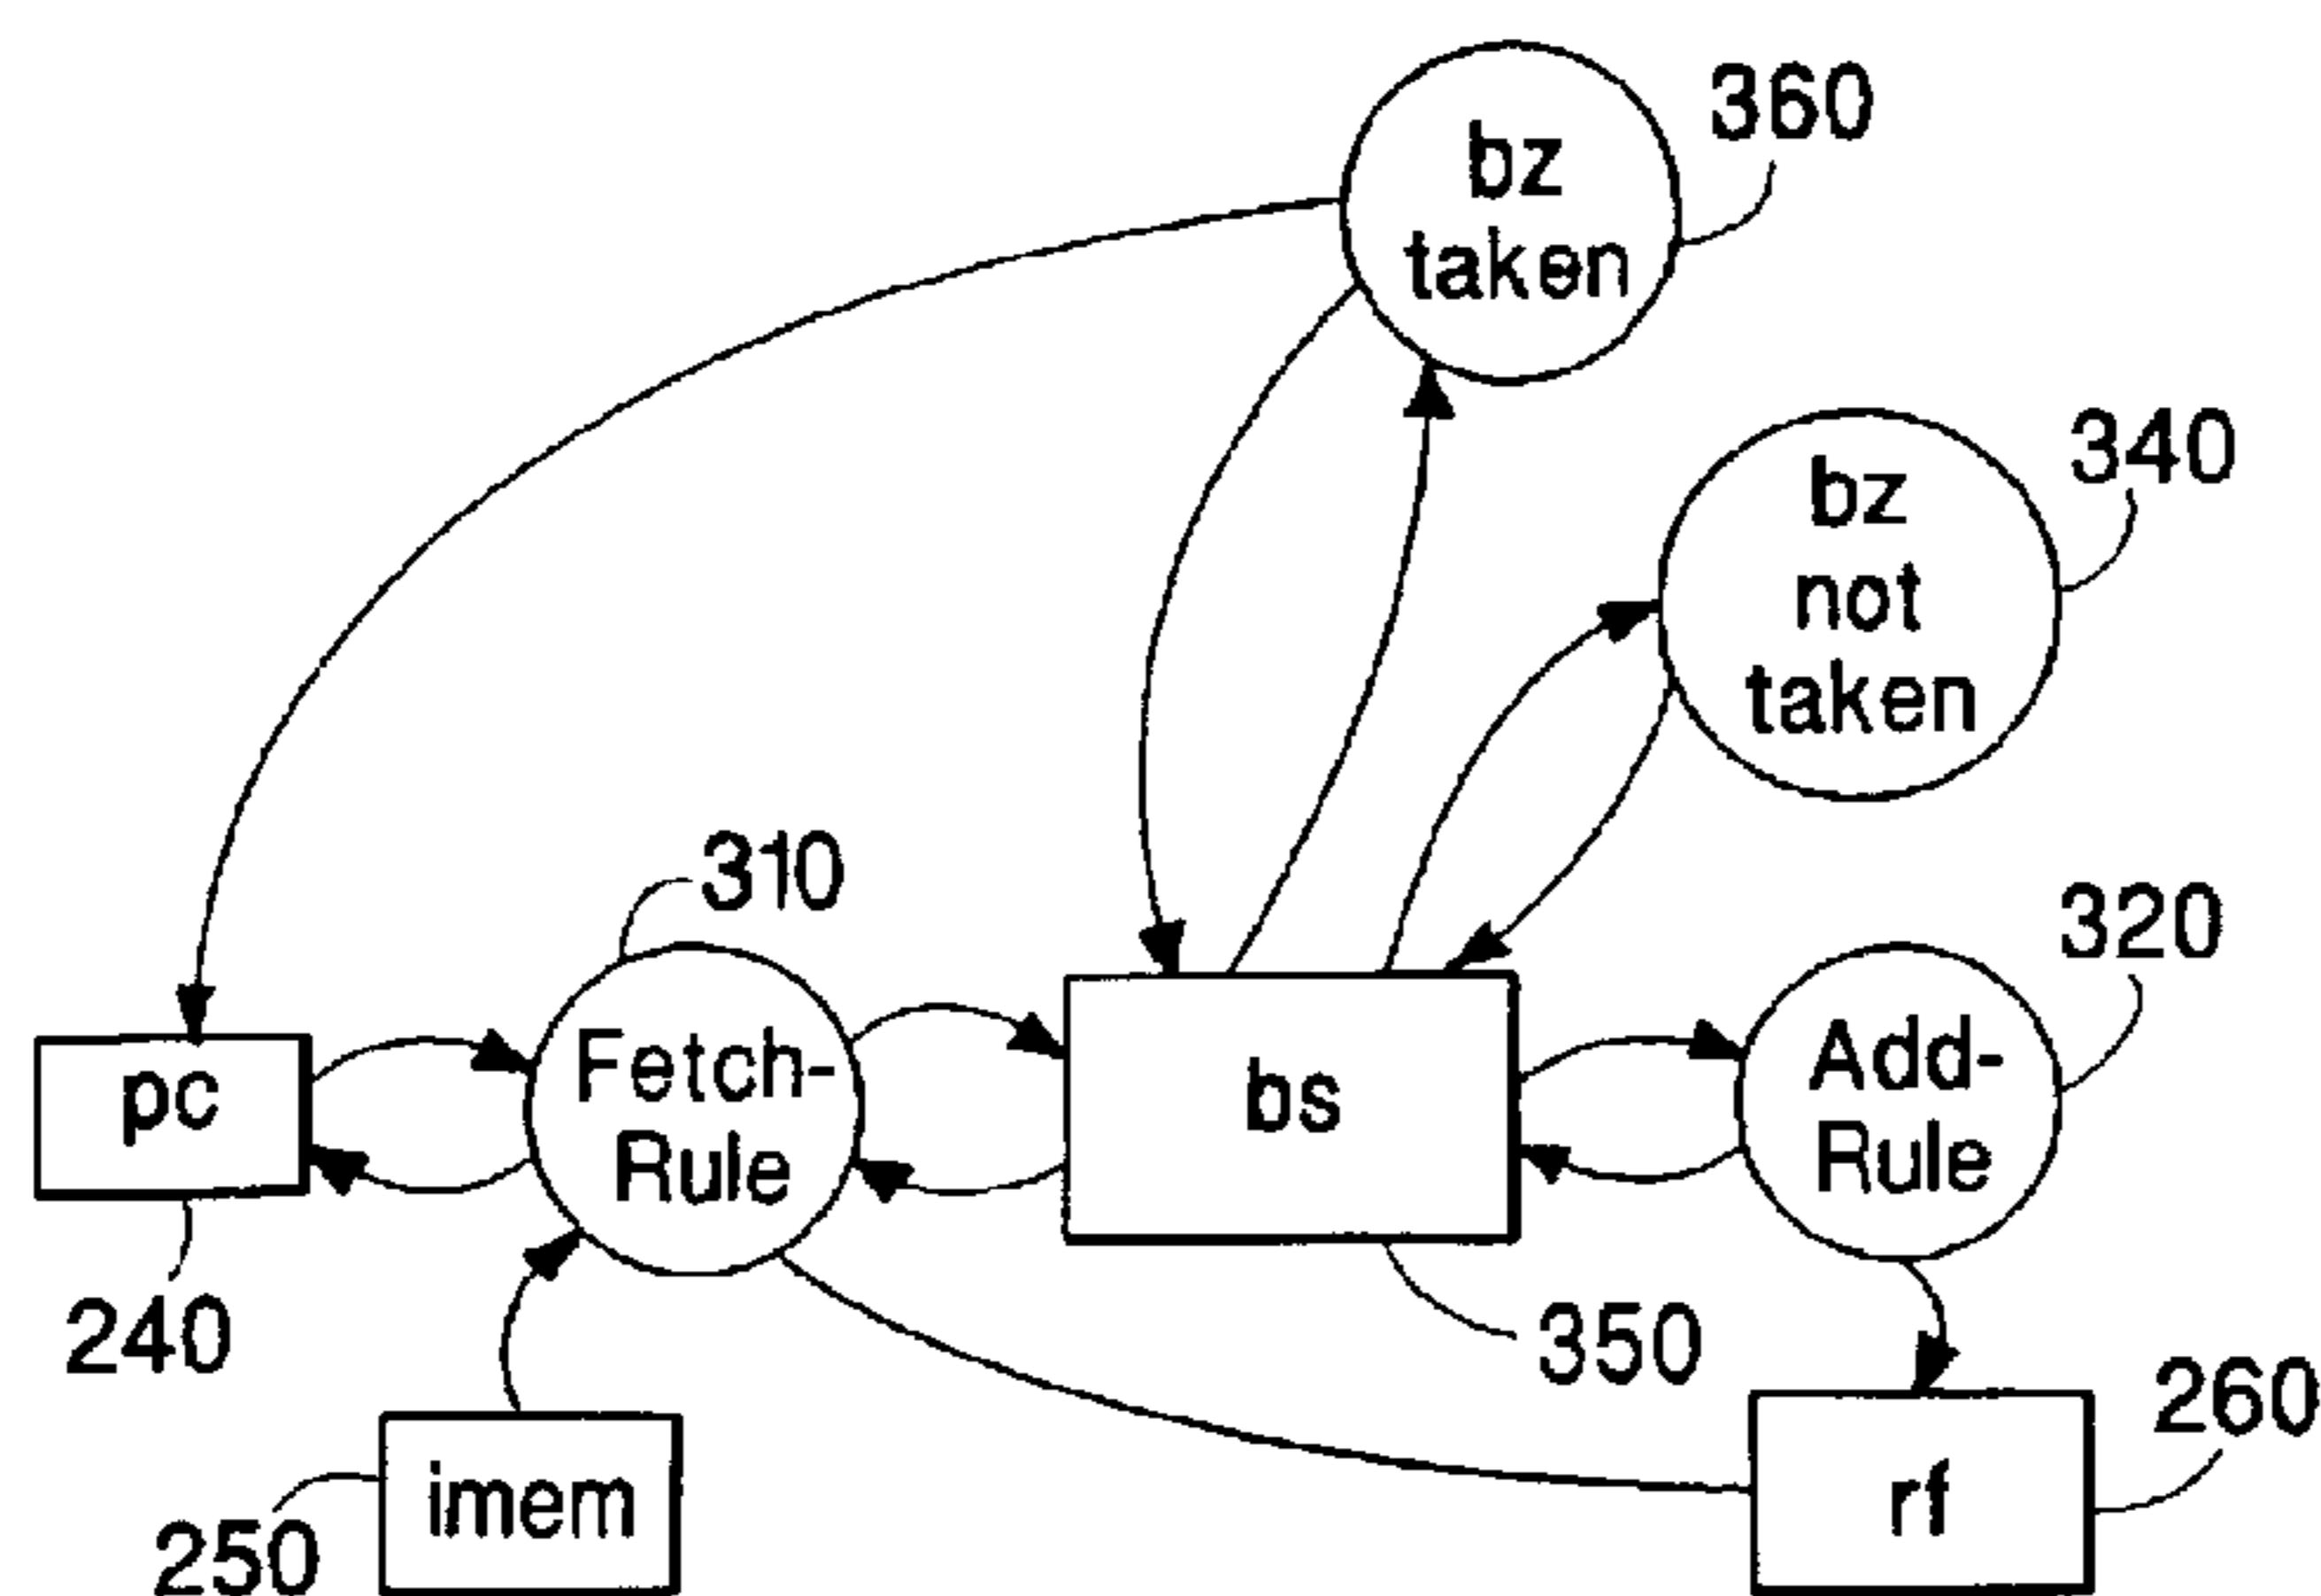 bz
taken
360
bz
not
taken
340
310
320
pc
Fetch-
Rule
bs
Add-
Rule
240
350
260
imem
rf
250